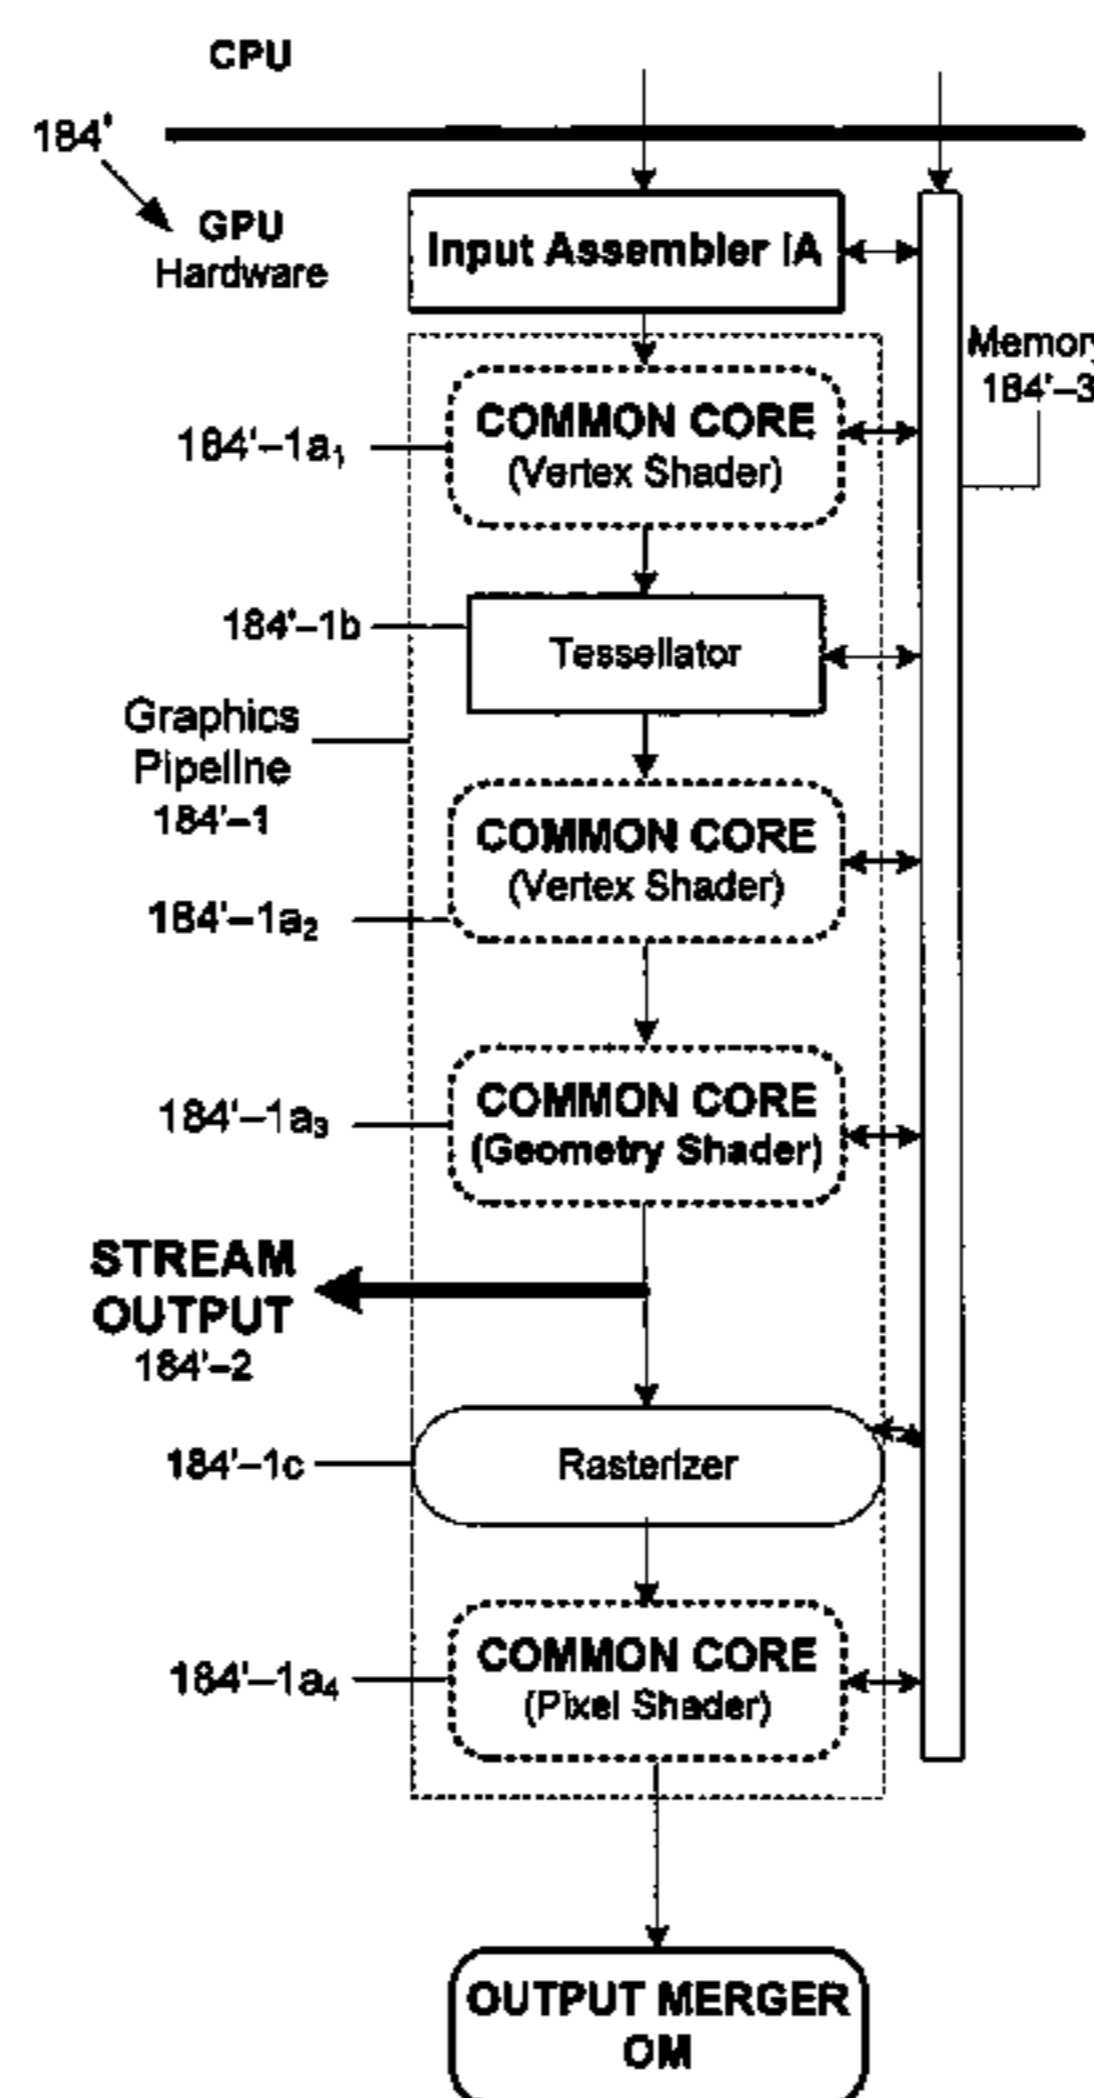 CPU
184'
GPU
Hardware
Input Assembler IA
Memory
184'–3
COMMON CORE
(Vertex Shader)
184'–1a₁
184'–1b
Tessellator
Graphics
Pipeline
184'–1
COMMON CORE
(Vertex Shader)
184'–1a₂
COMMON CORE
(Geometry Shader)
184'–1a₃
STREAM
OUTPUT
184'–2
184'–1c
Rasterizer
COMMON CORE
(Pixel Shader)
184'–1a₄
OUTPUT MERGER
OM